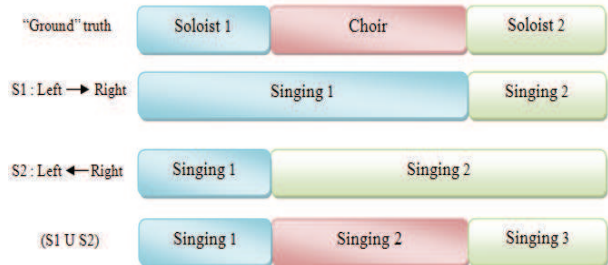 “Ground” truth Soloist 1 Choir Soloist 2
S1 : Left → Right Singing 1 Singing 2
S2 : Left ← Right Singing 1 Singing 2
(S1 U S2) Singing 1 Singing 2 Singing 3